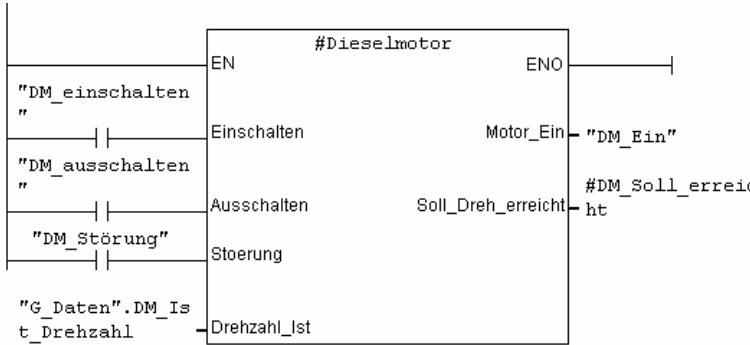 #Dieselmotor
EN
ENO
"DM_einschalten
"
Einschalten
Motor_Ein
"DM_Ein"
"DM_ausschalten
"
Ausschalten
Soll_Dreh_erreicht
#DM_Soll_erreic
ht
"DM_Störung"
Stoerung
"G_Daten".DM_Is
t_Drehzahl
Drehzahl_Ist